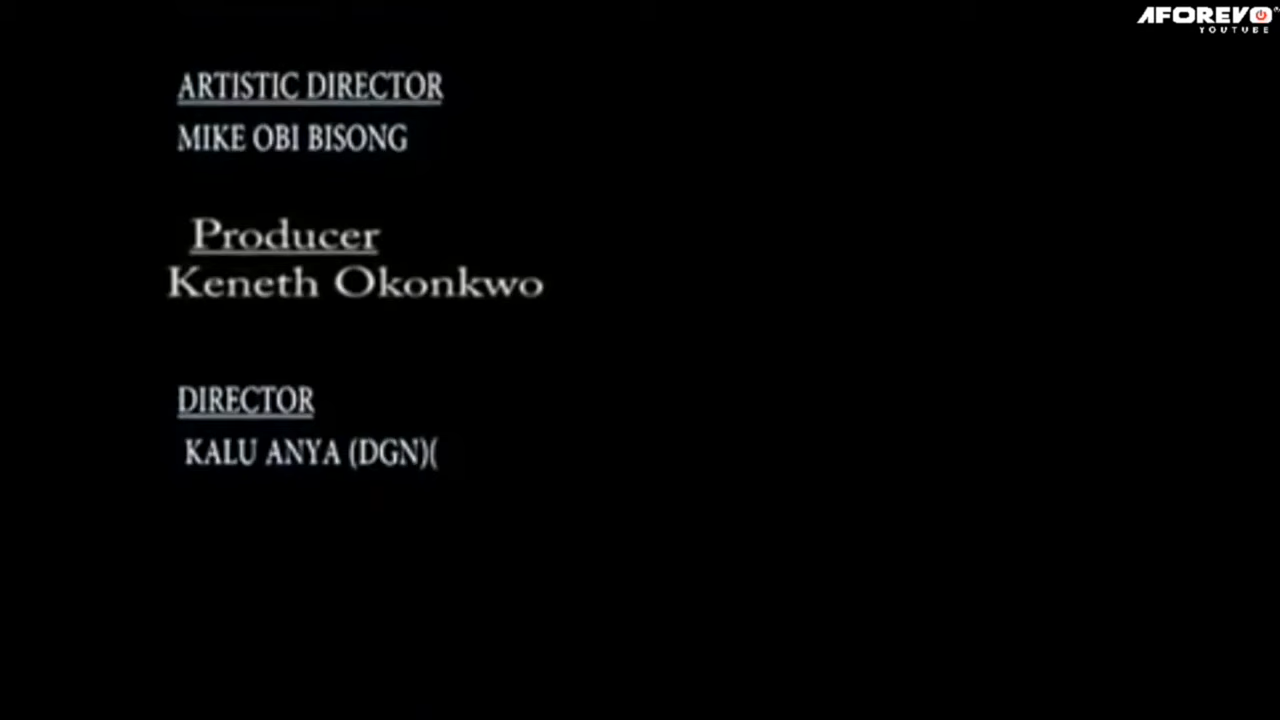 AFOREVO
YOUTUBE
ARTISTIC DIRECTOR
MIKE OBI BISONG
Producer
Keneth Okonkwo
DIRECTOR
KALU ANYA (DGN)(